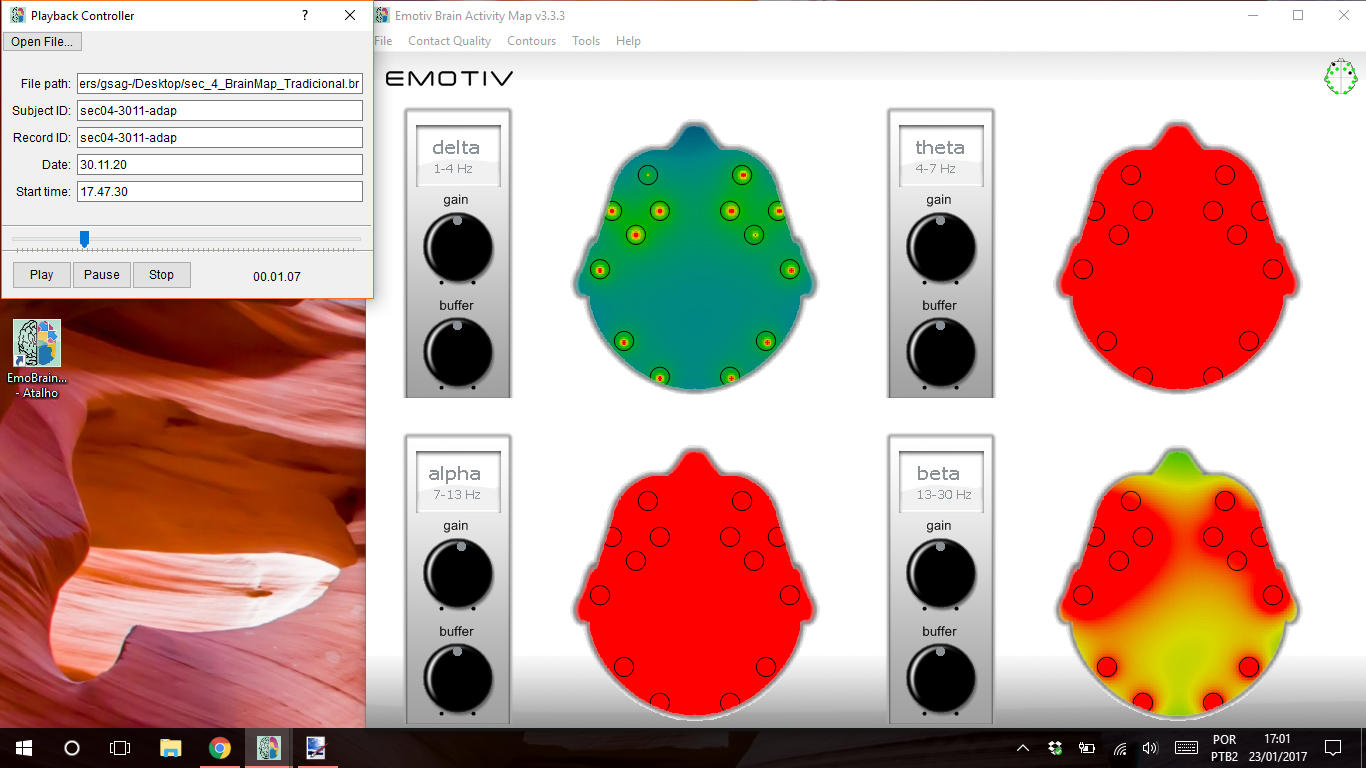 Playback Controller
?
Open File...
File path: ers/gsag-/Desktop/sec_4_BrainMap_Tradicional.br
Subject ID: sec04-3011-adap
Record ID: sec04-3011-adap
Date: 30.11.20
Start time: 17.47.30
Play Pause Stop 00.01.07
EmoBrain...
- Atalho
Emotiv Brain Activity Map v3.3.3
File Contact Quality Contours Tools Help
EMOTIV
delta
1-4 Hz
gain
buffer
theta
4-7 Hz
gain
buffer
alpha
7-13 Hz
gain
buffer
beta
13-30 Hz
gain
buffer
POR
PTB2
17:01
23/01/2017